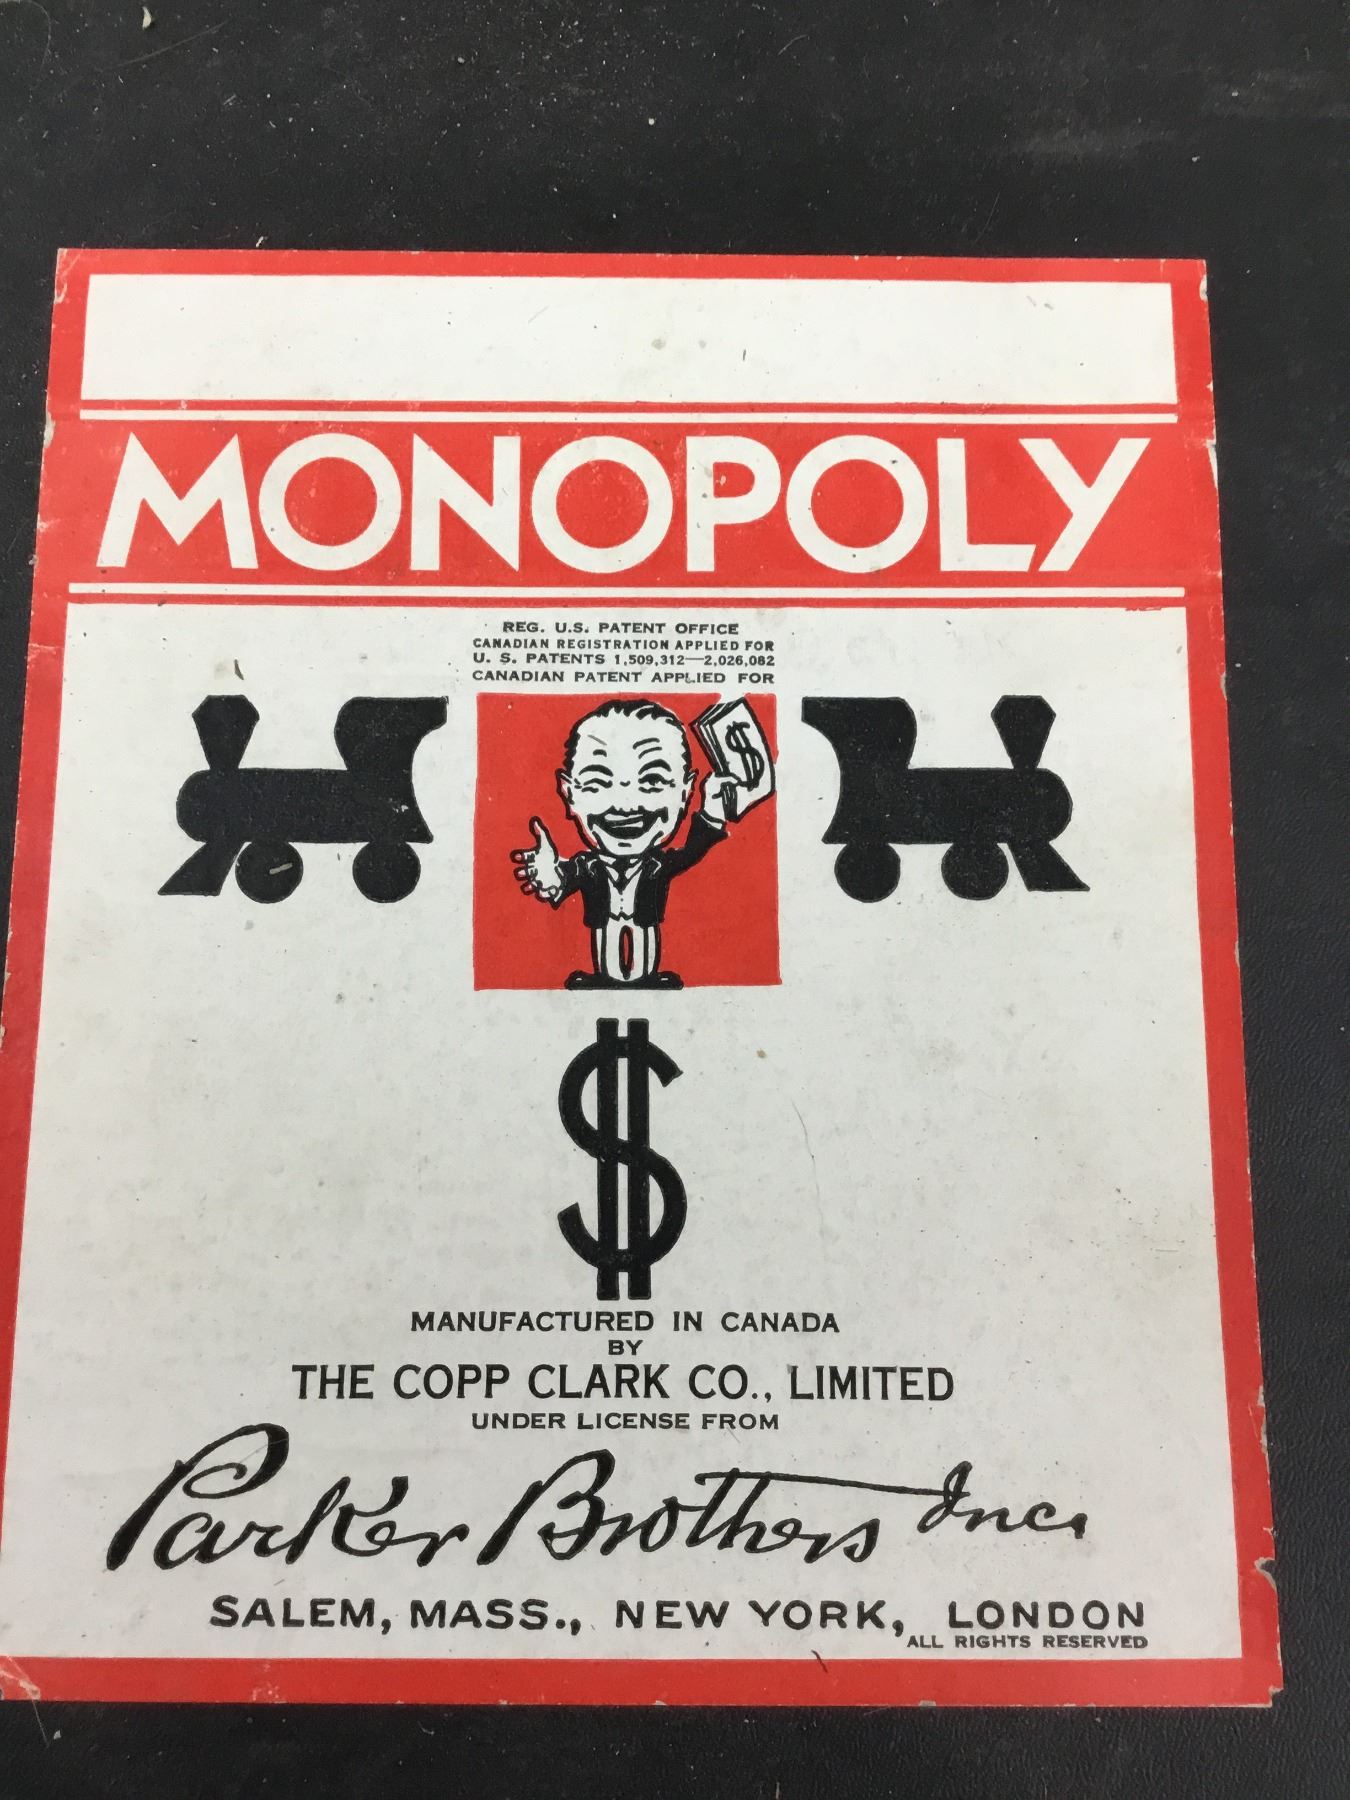 MONOPOLY
REG. U.S. PATENT OFFICE
CANADIAN REGISTRATION APPLIED FOR
U. S. PATENTS 1,509,312—2,026,082
CANADIAN PATENT APPLIED FOR
$
$
MANUFACTURED IN CANADA
BY
THE COPP CLARK CO., LIMITED
UNDER LICENSE FROM
Parker Brothers Inc.
SALEM, MASS., NEW YORK, LONDON
ALL RIGHTS RESERVED